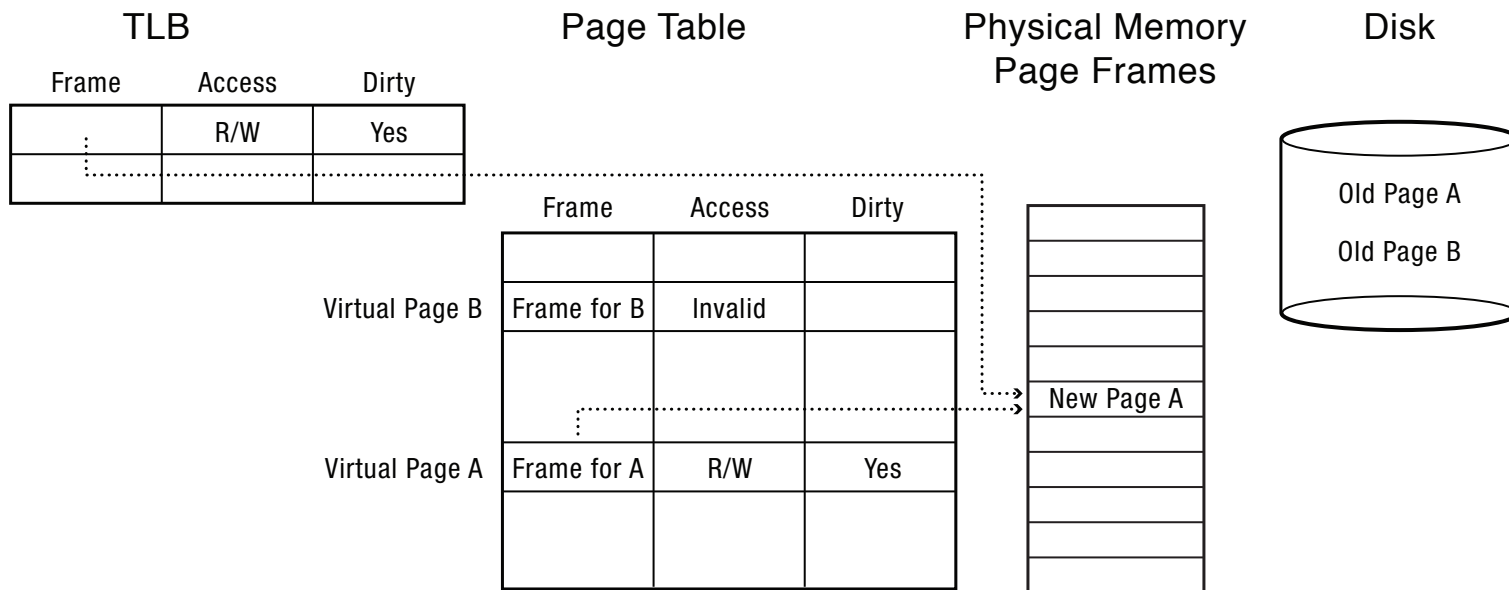 TLB
Page Table
Physical Memory
Page Frames
Disk
Frame Access Dirty
R/W Yes
Frame Access Dirty
Virtual Page B Frame for B Invalid
Virtual Page A Frame for A R/W Yes
New Page A
Old Page A
Old Page B